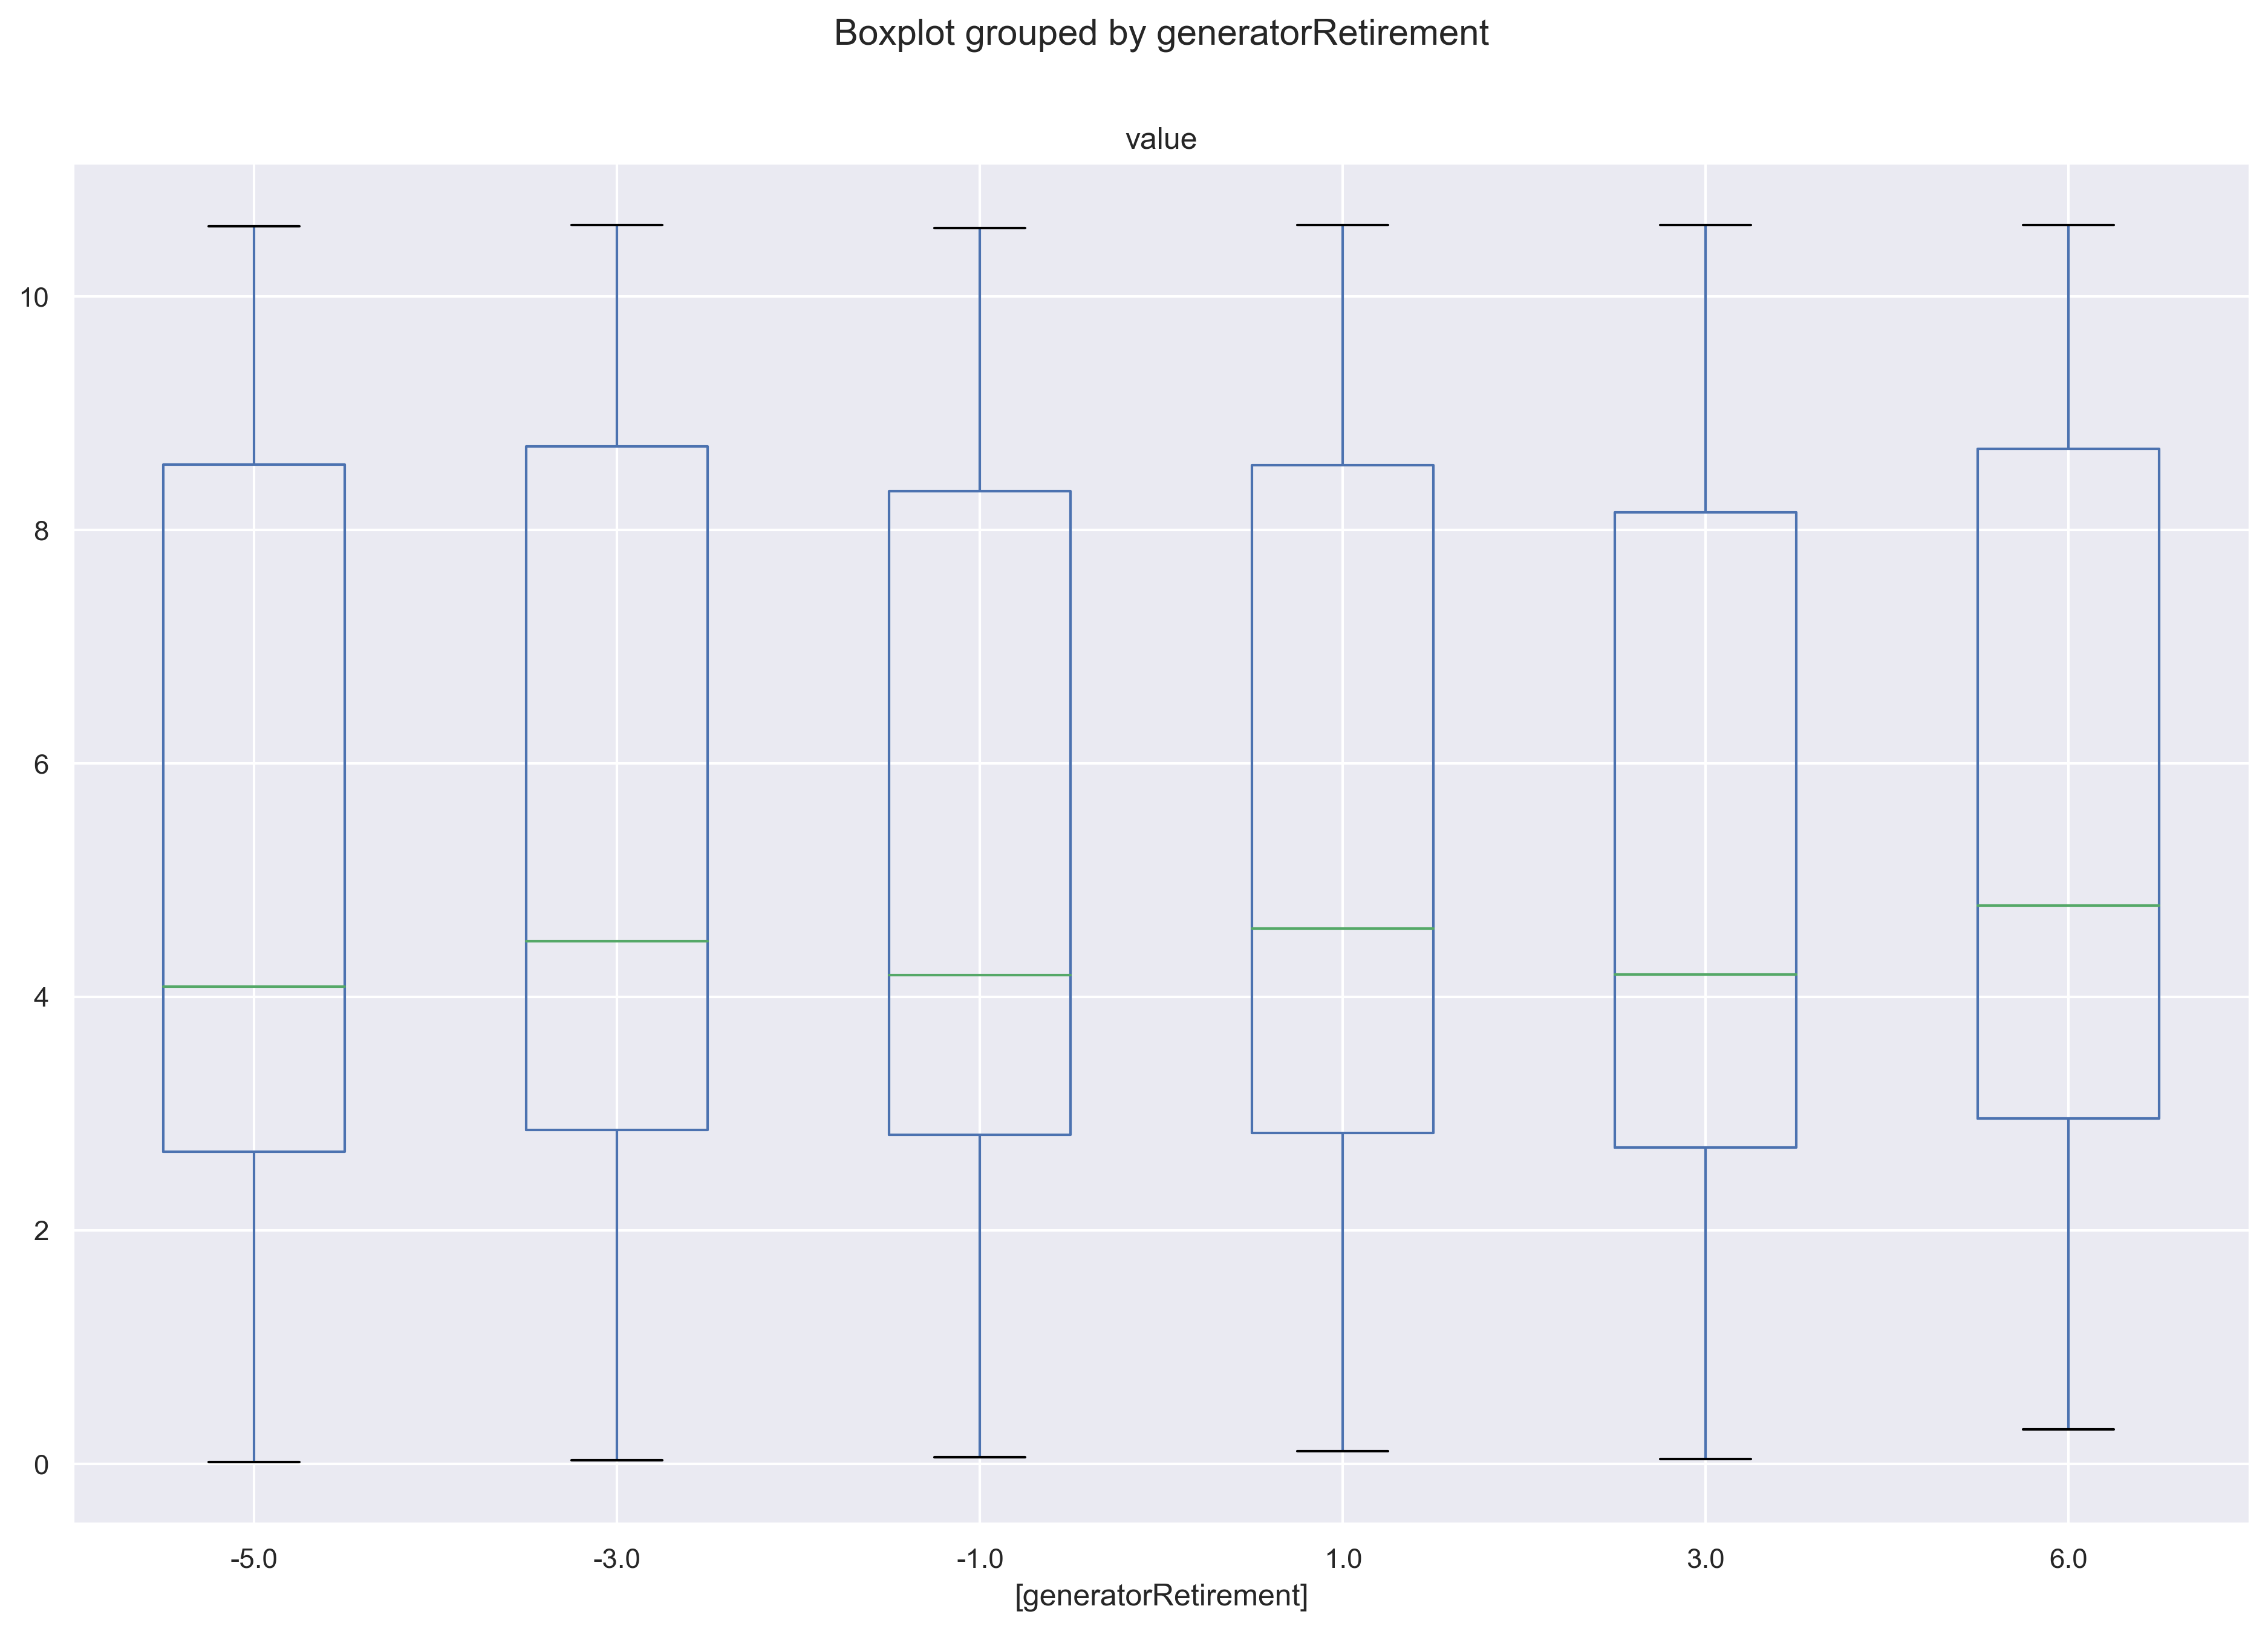 Boxplot grouped by generatorRetirement
value
10
8
6
4
2
0
-5.0 -3.0 -1.0 1.0 3.0 6.0
[generatorRetirement]